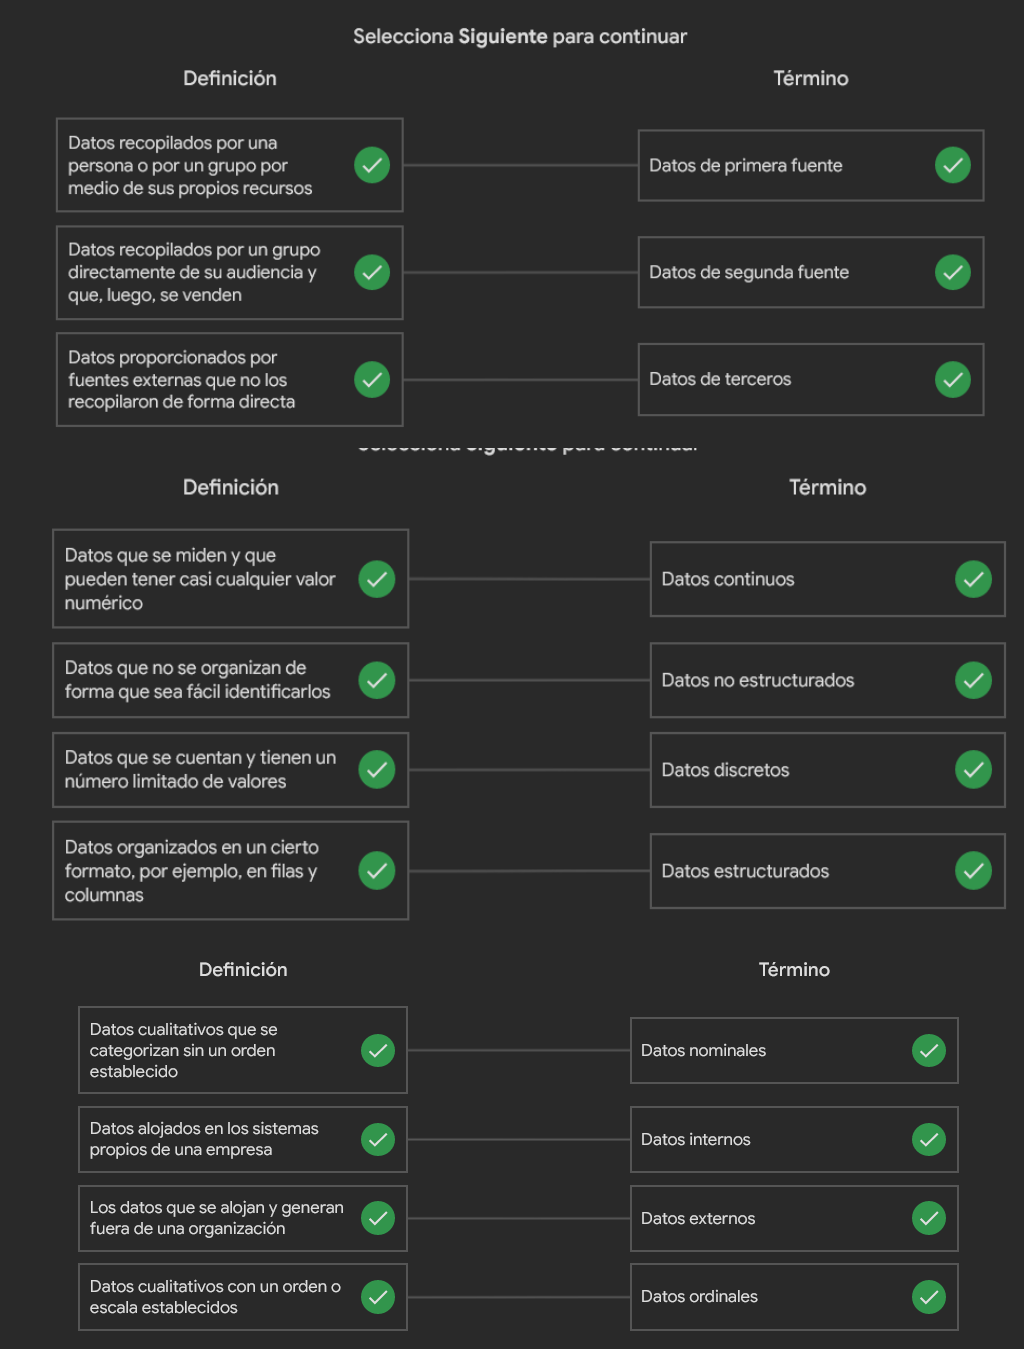 Selecciona Siguiente para continuar
Definición
Término
Datos recopilados por una
persona o por un grupo por
medio de sus propios recursos
Datos de primera fuente
Datos recopilados por un grupo
directamente de su audiencia y
que, luego, se venden
Datos de segunda fuente
Datos proporcionados por
fuentes externas que no los
recopilaron de forma directa
Datos de terceros
Selecciona Siguiente para continuar
Definición
Término
Datos que se miden y que
pueden tener casi cualquier valor
numérico
Datos continuos
Datos que no se organizan de
forma que sea fácil identificarlos
Datos no estructurados
Datos que se cuentan y tienen un
número limitado de valores
Datos discretos
Datos organizados en un cierto
formato, por ejemplo, en filas y
columnas
Datos estructurados
Definición
Término
Datos cualitativos que se
categorizan sin un orden
establecido
Datos nominales
Datos alojados en los sistemas
propios de una empresa
Datos internos
Los datos que se alojan y generan
fuera de una organización
Datos externos
Datos cualitativos con un orden o
escala establecidos
Datos ordinales